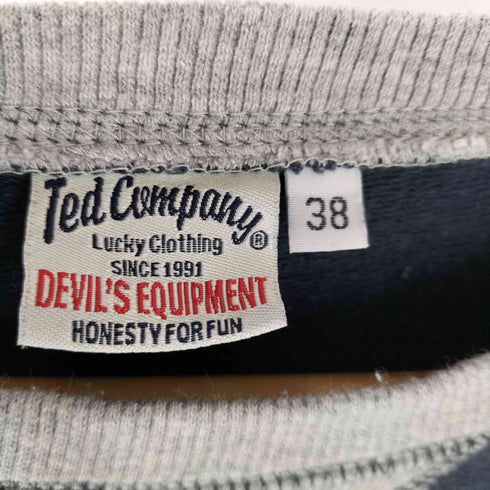 Ted Company®
Lucky Clothing
SINCE 1991
DEVIL'S EQUIPMENT
HONESTY FOR FUN
38